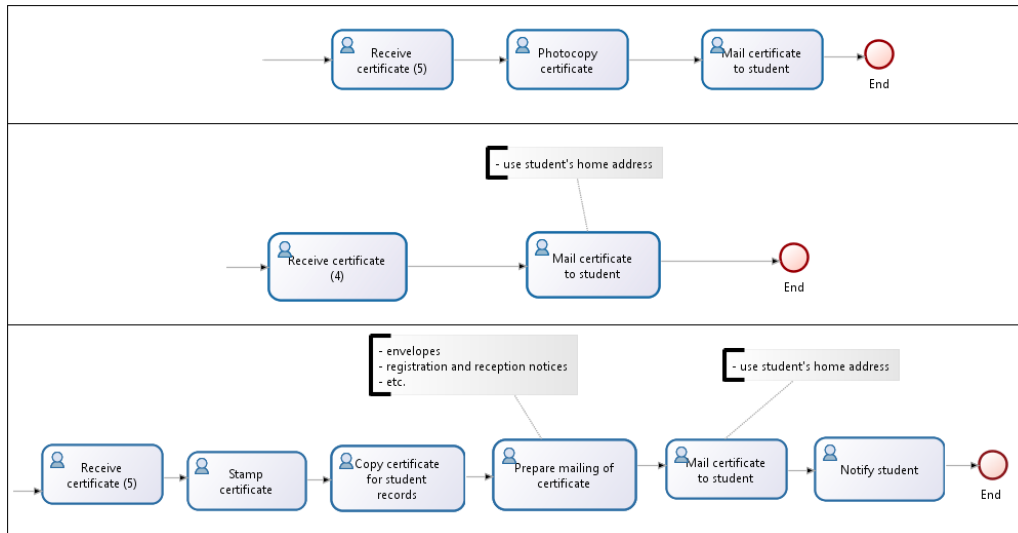 Receive
certificate (5)
Photocopy
certificate
Mail certificate
to student
End
- use student's home address
Receive certificate
(4)
Mail certificate
to student
End
- envelopes
- registration and reception notices
- etc.
- use student's home address
Receive
certificate (5)
Stamp
certificate
Copy certificate
for student
records
Prepare mailing of
certificate
Mail certificate
to student
Notify student
End